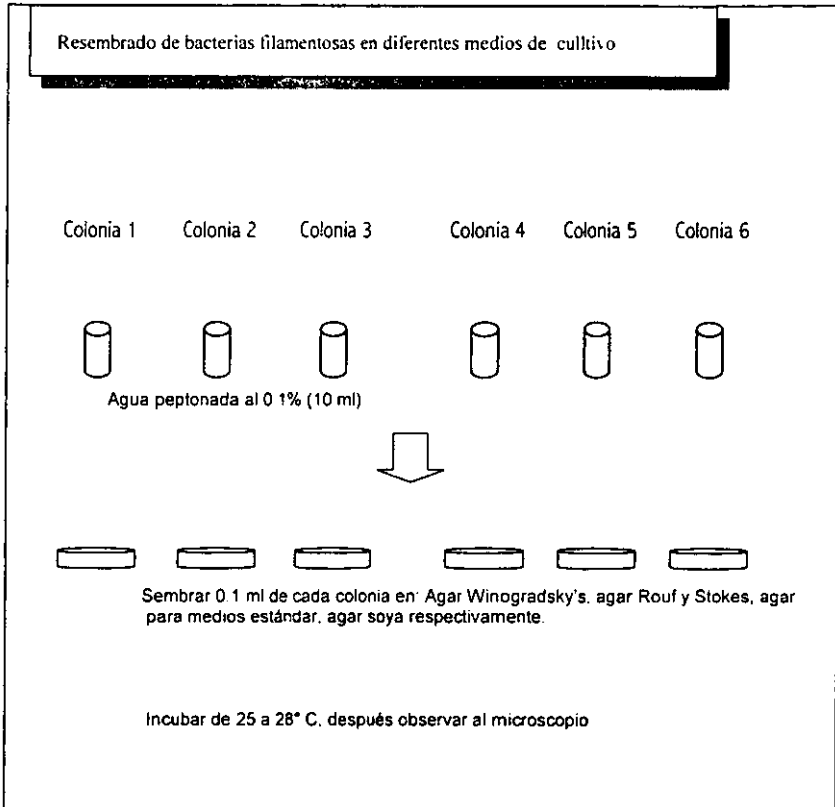 Resembrado de bacterias filamentosas en diferentes medios de culltivo
Colonia 1 Colonia 2 Colonia 3 Colonia 4 Colonia 5 Colonia 6
Agua peptonada al 0 1% (10 ml)
Sembrar 0.1 ml de cada colonia en: Agar Winogradsky's, agar Rouf y Stokes, agar
para medios estándar, agar soya respectivamente.
Incubar de 25 a 28° C, después observar al microscopio